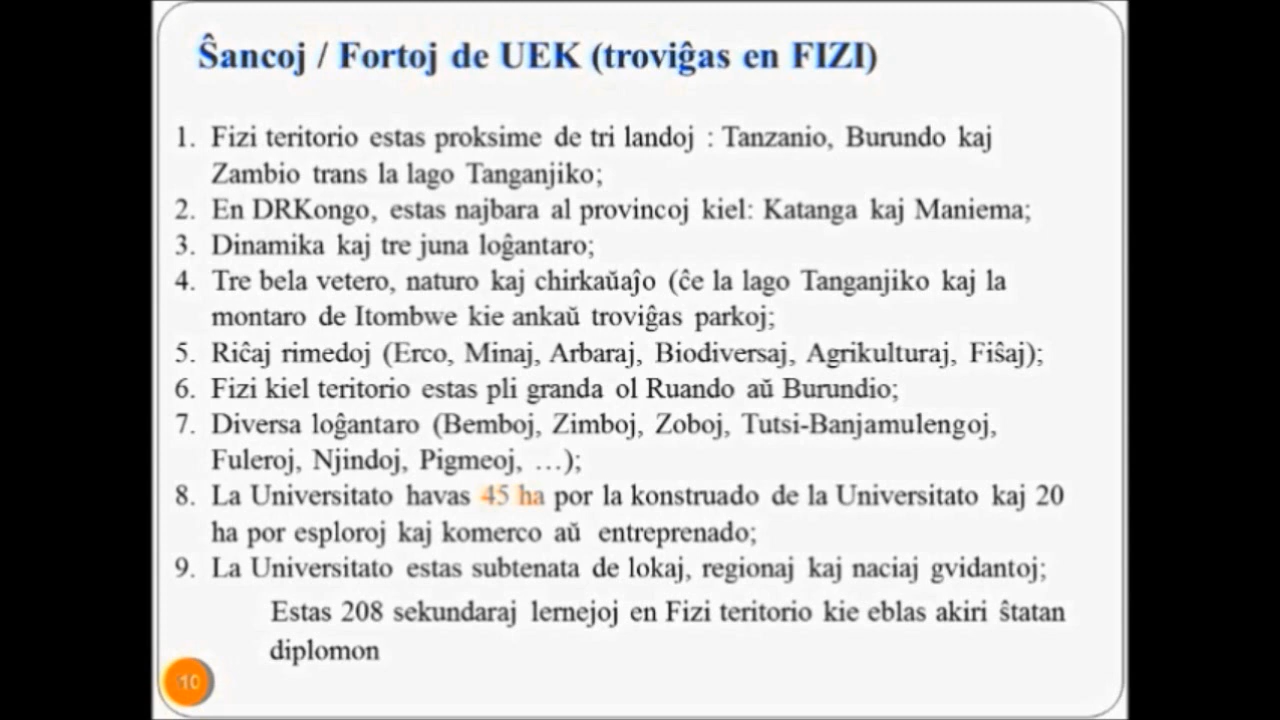 Ŝancoj / Fortoj de UEK (troviĝas en FIZI)
1. Fizi teritorio estas proksime de tri landoj : Tanzanio, Burundo kaj
Zambio trans la lago Tanganjiko;
2. En DRKongo, estas najbara al provincoj kiel: Katanga kaj Maniema;
3. Dinamika kaj tre juna loĝantaro;
4. Tre bela vetero, naturo kaj chirkaŭaĵo (ĉe la lago Tanganjiko kaj la
montaro de Itombwe kie ankaŭ troviĝas parkoj;
5. Riĉaj rimedoj (Erco, Minaj, Arbaraj, Biodiversaj, Agrikulturaj, Fiŝaj);
6. Fizi kiel teritorio estas pli granda ol Ruando aŭ Burundio;
7. Diversa loĝantaro (Bemboj, Zimboj, Zoboj, Tutsi-Banjamulengoj,
Fuleroj, Njindoj, Pigmeoj, …);
8. La Universitato havas 45 ha por la konstruado de la Universitato kaj 20
ha por esploroj kaj komerco aŭ entreprenado;
9. La Universitato estas subtenata de lokaj, regionaj kaj naciaj gvidantoj;
Estas 208 sekundaraj lernejoj en Fizi teritorio kie eblas akiri ŝtatan
diplomon
10